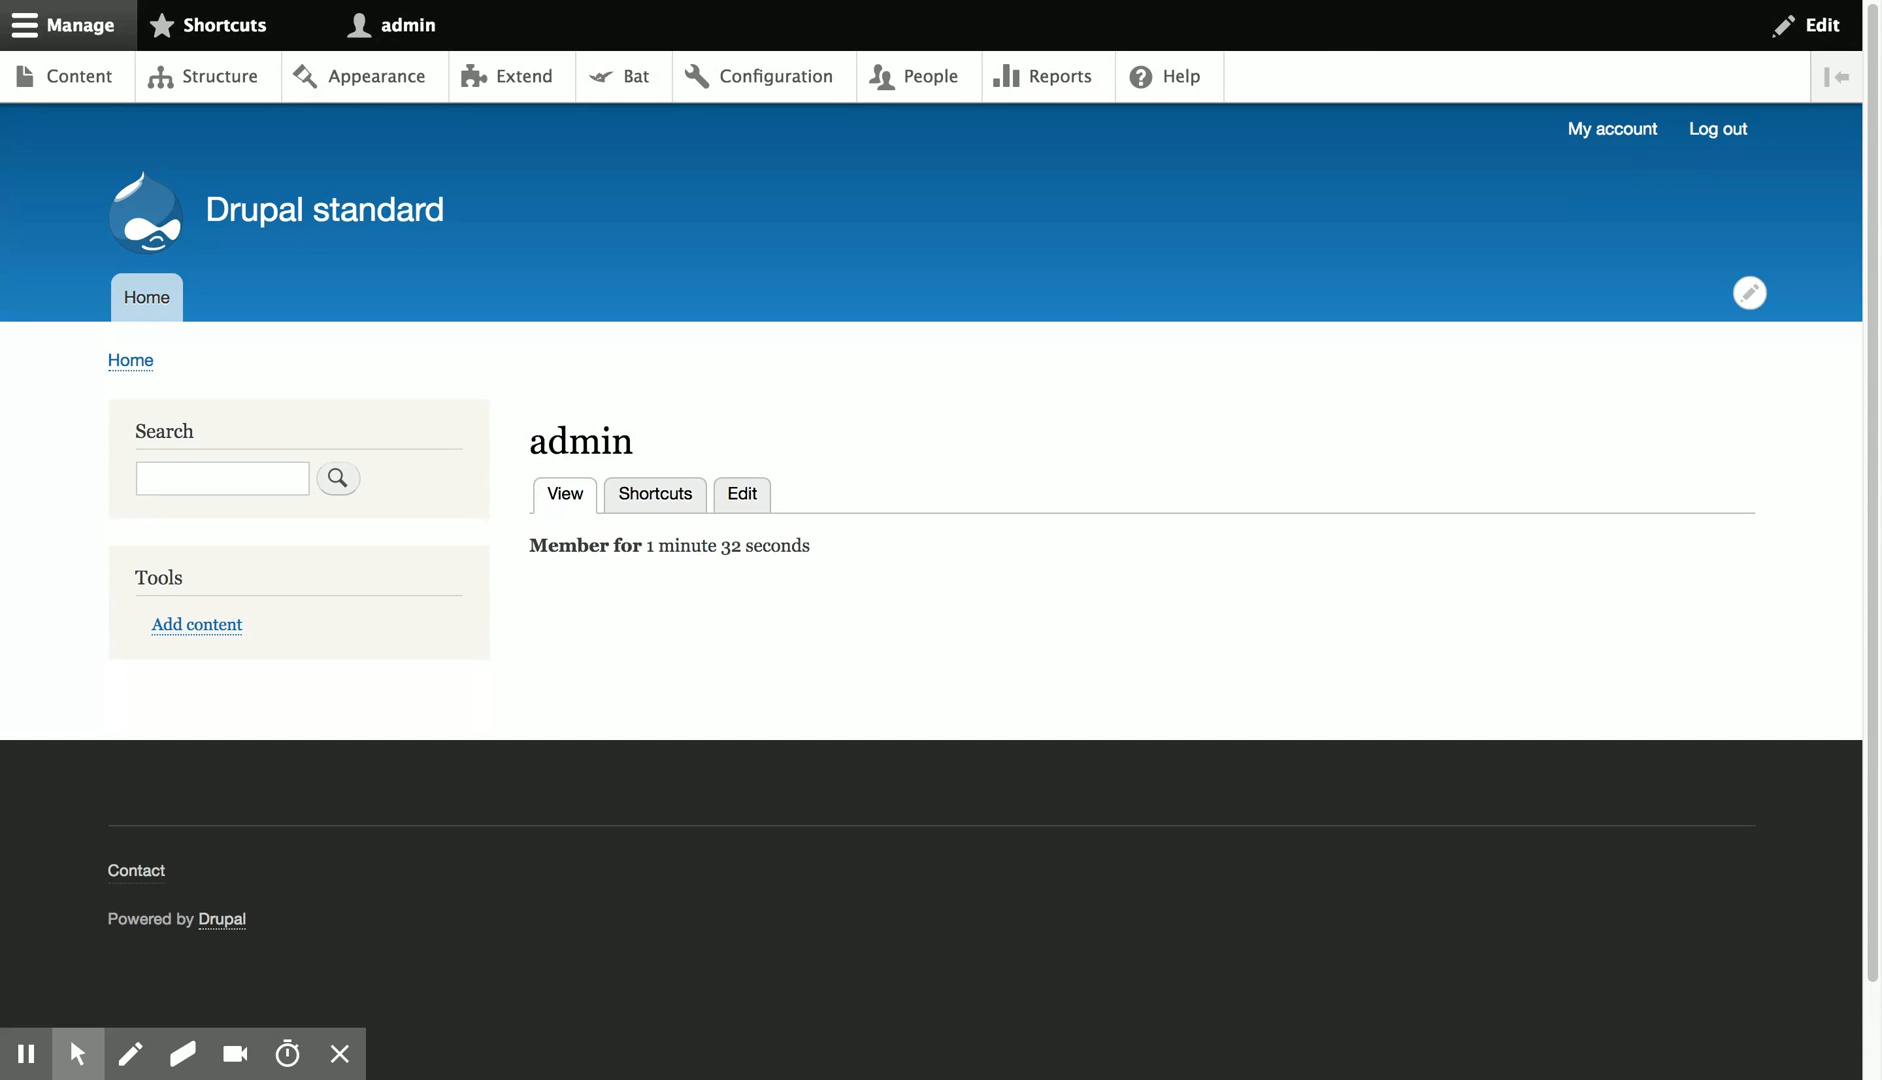 Manage Shortcuts admin Edit
Content Structure Appearance Extend Bat Configuration People Reports Help
My account Log out
Drupal standard
Home
Home
Search
admin
View Shortcuts Edit
Member for 1 minute 32 seconds
Tools
Add content
Contact
Powered by Drupal